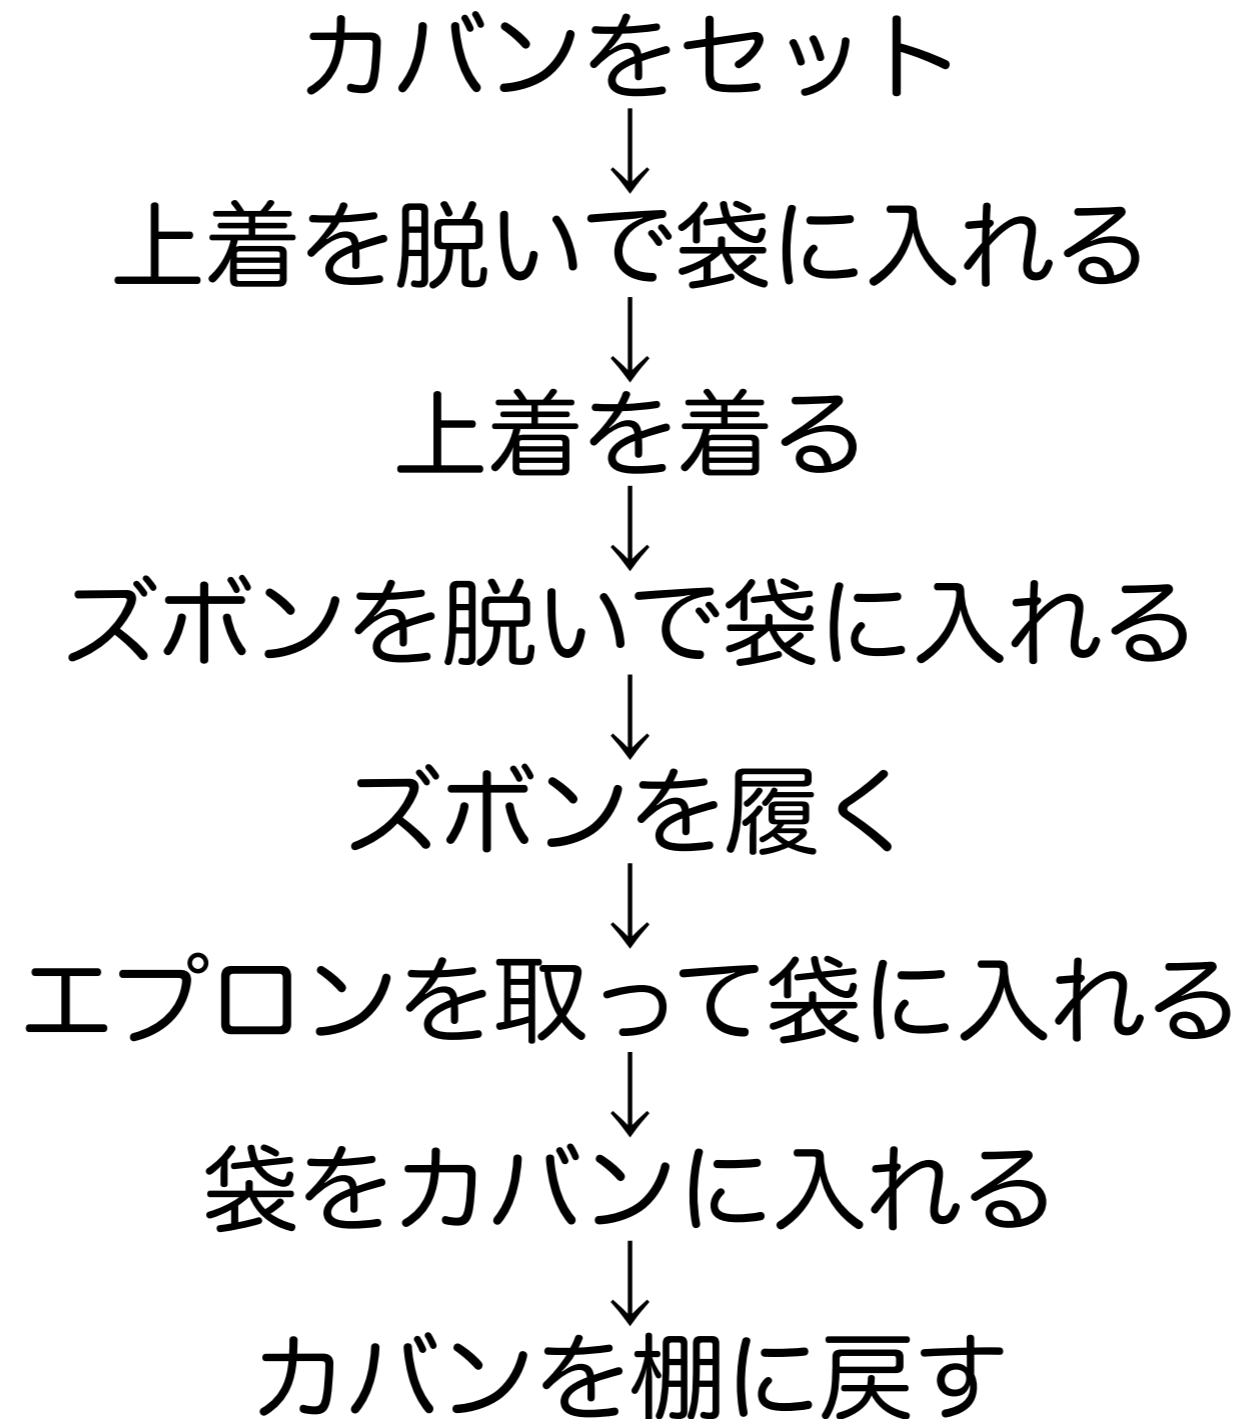 カバンをセット
↓
上着を脱いで袋に入れる
↓
上着を着る
↓
ズボンを脱いで袋に入れる
↓
ズボンを履く
↓
エプロンを取って袋に入れる
↓
袋をカバンに入れる
↓
カバンを棚に戻す